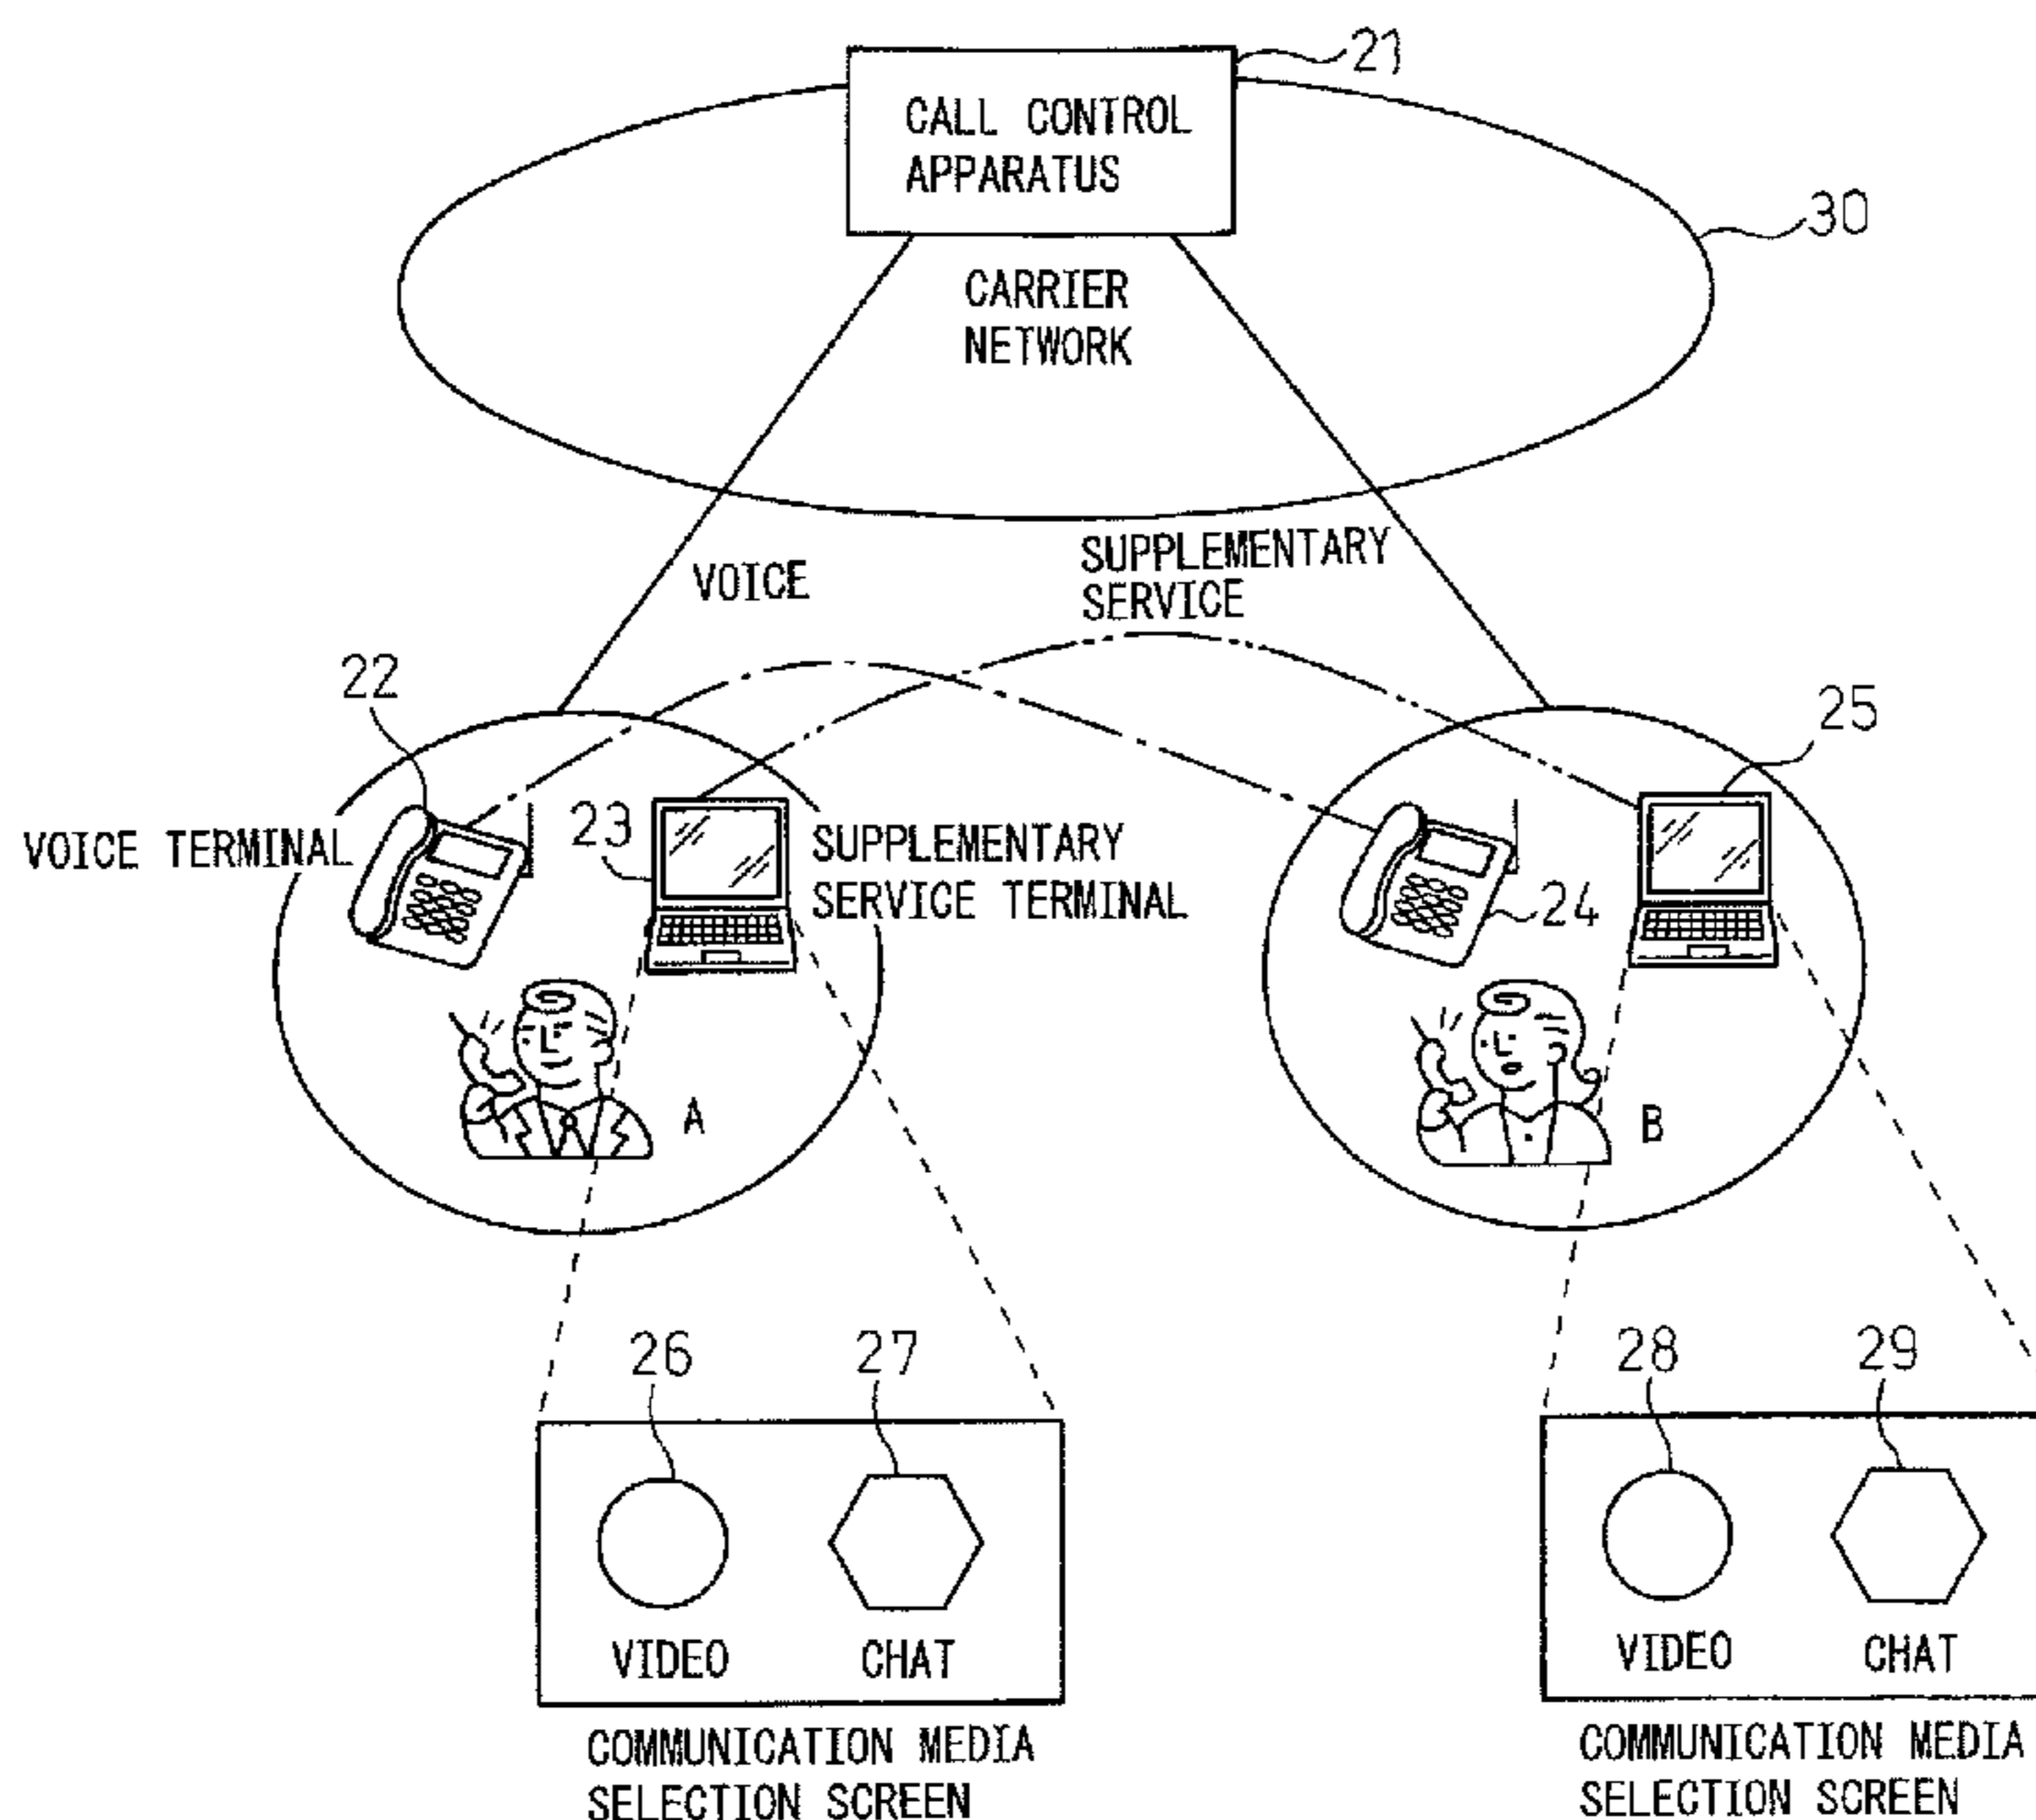 21
CALL CONTROL
APPARATUS
30
CARRIER
NETWORK
VOICE
SUPPLEMENTARY
SERVICE
22
25
VOICE TERMINAL
23
SUPPLEMENTARY
SERVICE TERMINAL
24
A
B
26
27
28
29
VIDEO
CHAT
VIDEO
CHAT
COMMUNICATION MEDIA
SELECTION SCREEN
COMMUNICATION MEDIA
SELECTION SCREEN